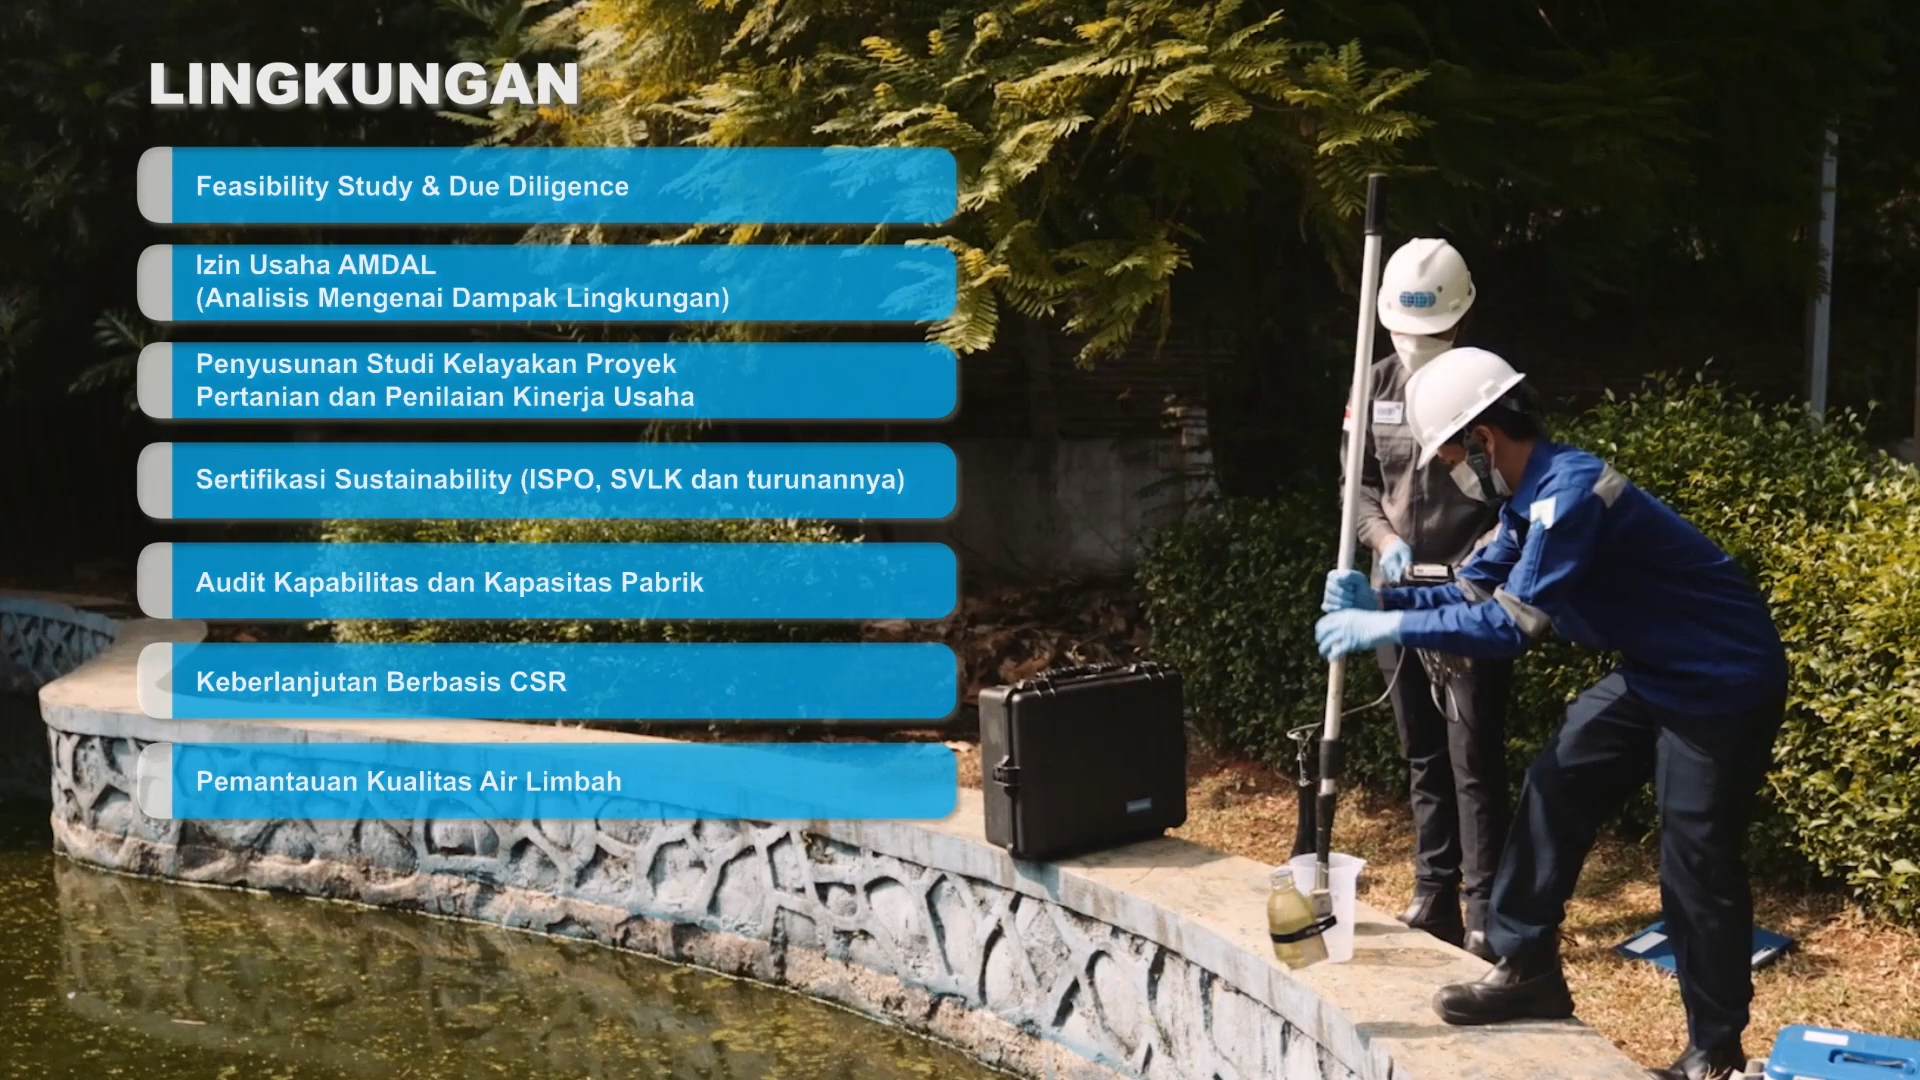 LINGKUNGAN
Feasibility Study & Due Diligence
Izin Usaha AMDAL
(Analisis Mengenai Dampak Lingkungan)
Penyusunan Studi Kelayakan Proyek
Pertanian dan Penilaian Kinerja Usaha
Sertifikasi Sustainability (ISPO, SVLK dan turunannya)
Audit Kapabilitas dan Kapasitas Pabrik
Keberlanjutan Berbasis CSR
Pemantauan Kualitas Air Limbah